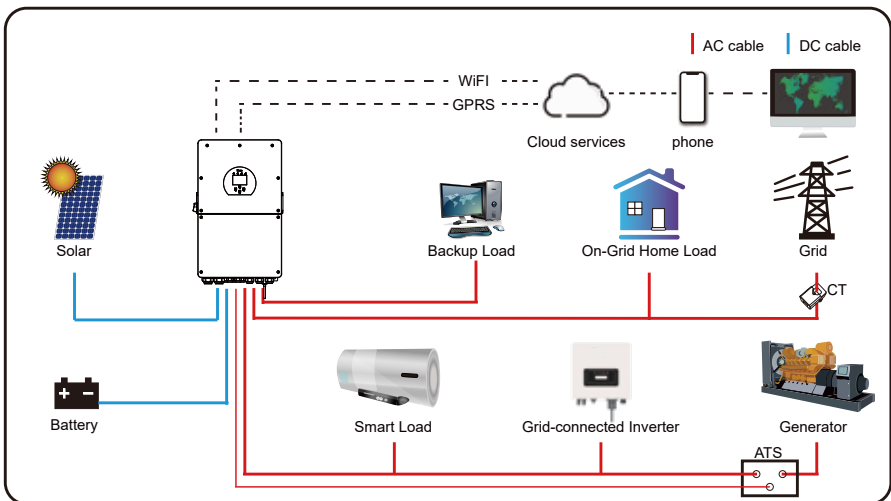 AC cable
DC cable
WiFI
GPRS
Cloud services
phone
Solar
Backup Load
On-Grid Home Load
Grid
CT
Battery
Smart Load
Grid-connected Inverter
Generator
ATS